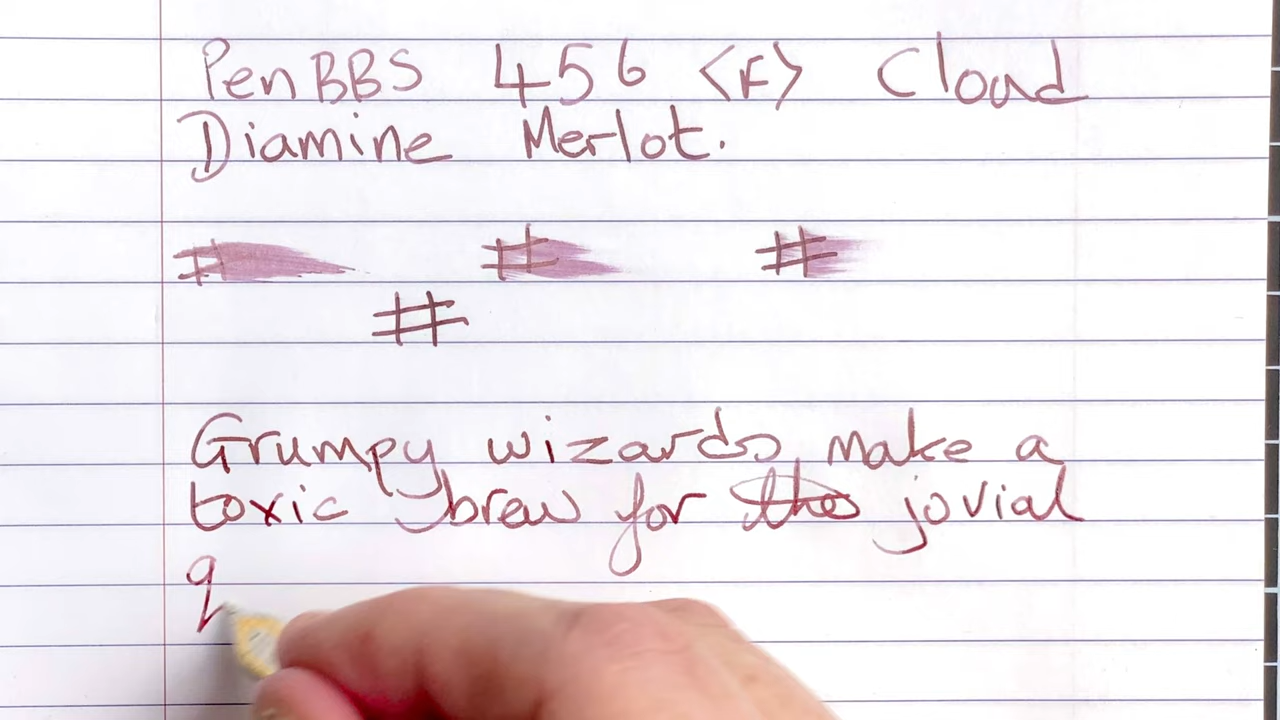 PenBBS 456 <F> Cloud
Diamine Merlot.
# # #
#
Grumpy wizards make a
toxic brew for the jovial
q